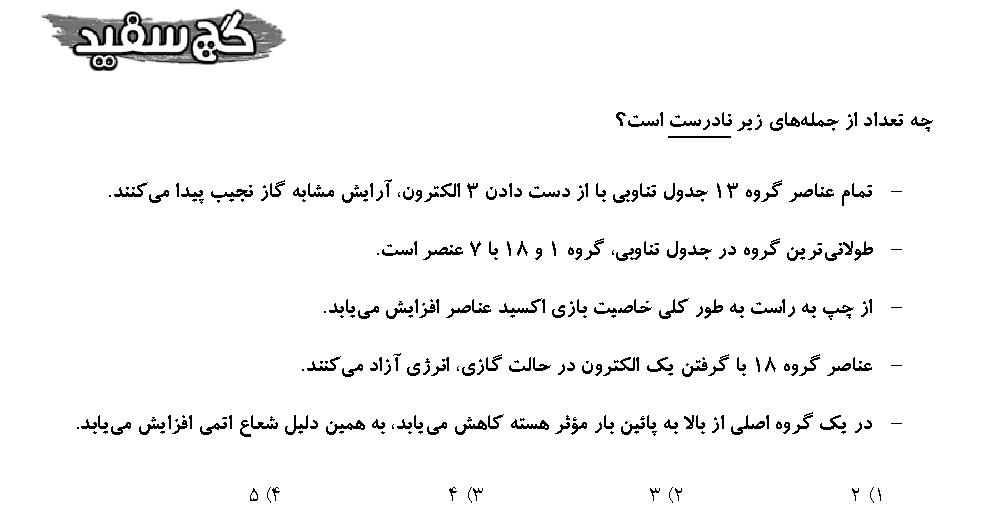 گچ سفید
چه تعداد از جمله‌های زیر نادرست است؟
– تمام عناصر گروه ۱۳ جدول تناوبی با از دست دادن ۳ الکترون، آرایش مشابه گاز نجیب پیدا می‌کنند.
– طولانی‌ترین گروه در جدول تناوبی، گروه ۱ و ۱۸ با ۷ عنصر است.
– از چپ به راست به طور کلی خاصیت بازی اکسید عناصر افزایش می‌یابد.
– عناصر گروه ۱۸ با گرفتن یک الکترون در حالت گازی، انرژی آزاد می‌کنند.
– در یک گروه اصلی از بالا به پائین بار مؤثر هسته کاهش می‌یابد، به همین دلیل شعاع اتمی افزایش می‌یابد.
۱) ۲ ۲) ۳ ۳) ۴ ۴) ۵